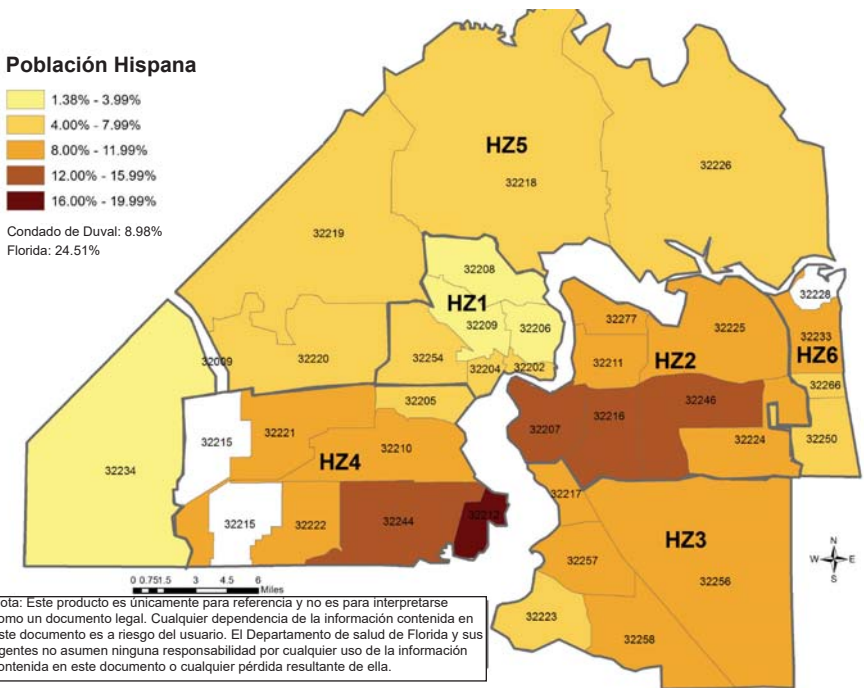 Población Hispana
1.38% - 3.99%
4.00% - 7.99%
8.00% - 11.99%
12.00% - 15.99%
16.00% - 19.99%
Condado de Duval: 8.98%
Florida: 24.51%
HZ5
32218
32226
32219
32208
HZ1
32209
32206
32228
32277
32225
32233
HZ6
32009
32220
32254
32204
32202
32211
HZ2
32266
32205
32215
32221
32207
32216
32246
32224
32250
32210
HZ4
32234
32215
32222
32244
32212
32217
HZ3
32257
32256
32223
32258
N
W E
S
0 0.751.5 3 4.5 6
Miles
ota: Este producto es únicamente para referencia y no es para interpretarse
omo un documento legal. Cualquier dependencia de la información contenida en
ste documento es a riesgo del usuario. El Departamento de salud de Florida y sus
gentes no asumen ninguna responsabilidad por cualquier uso de la información
ontenida en este documento o cualquier pérdida resultante de ella.